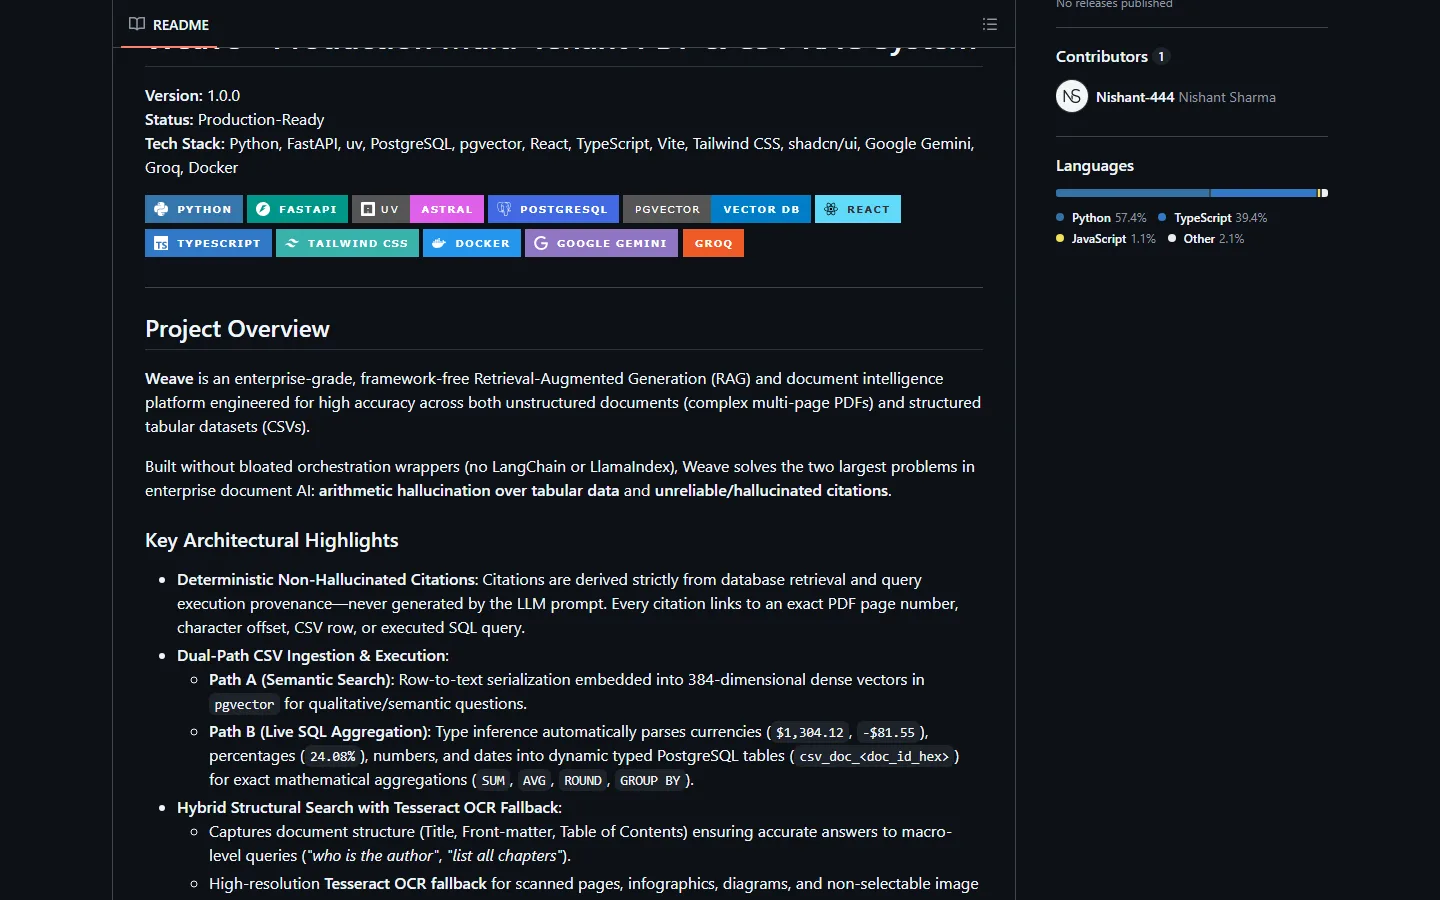 README
No releases published
Version: 1.0.0
Status: Production-Ready
Tech Stack: Python, FastAPI, uv, PostgreSQL, pgvector, React, TypeScript, Vite, Tailwind CSS, shadcn/ui, Google Gemini,
Groq, Docker
PYTHON FASTAPI UV ASTRAL POSTGRESQL PGVECTOR VECTOR DB REACT
TS TYPESCRIPT TAILWIND CSS DOCKER GOOGLE GEMINI GROQ
Project Overview
Weave is an enterprise-grade, framework-free Retrieval-Augmented Generation (RAG) and document intelligence
platform engineered for high accuracy across both unstructured documents (complex multi-page PDFs) and structured
tabular datasets (CSVs).
Built without bloated orchestration wrappers (no LangChain or LlamaIndex), Weave solves the two largest problems in
enterprise document AI: arithmetic hallucination over tabular data and unreliable/hallucinated citations.
Key Architectural Highlights
• Deterministic Non-Hallucinated Citations: Citations are derived strictly from database retrieval and query
execution provenance—never generated by the LLM prompt. Every citation links to an exact PDF page number,
character offset, CSV row, or executed SQL query.
• Dual-Path CSV Ingestion & Execution:
◦ Path A (Semantic Search): Row-to-text serialization embedded into 384-dimensional dense vectors in
pgvector for qualitative/semantic questions.
◦ Path B (Live SQL Aggregation): Type inference automatically parses currencies ( $1,304.12 , -$81.55 ),
percentages ( 24.08% ), numbers, and dates into dynamic typed PostgreSQL tables ( csv_doc_<doc_id_hex> )
for exact mathematical aggregations ( SUM , AVG , ROUND , GROUP BY ).
• Hybrid Structural Search with Tesseract OCR Fallback:
◦ Captures document structure (Title, Front-matter, Table of Contents) ensuring accurate answers to macro-
level queries ("who is the author", "list all chapters").
◦ High-resolution Tesseract OCR fallback for scanned pages, infographics, diagrams, and non-selectable image
Contributors 1
NS Nishant-444 Nishant Sharma
Languages
Python 57.4% TypeScript 39.4%
JavaScript 1.1% Other 2.1%